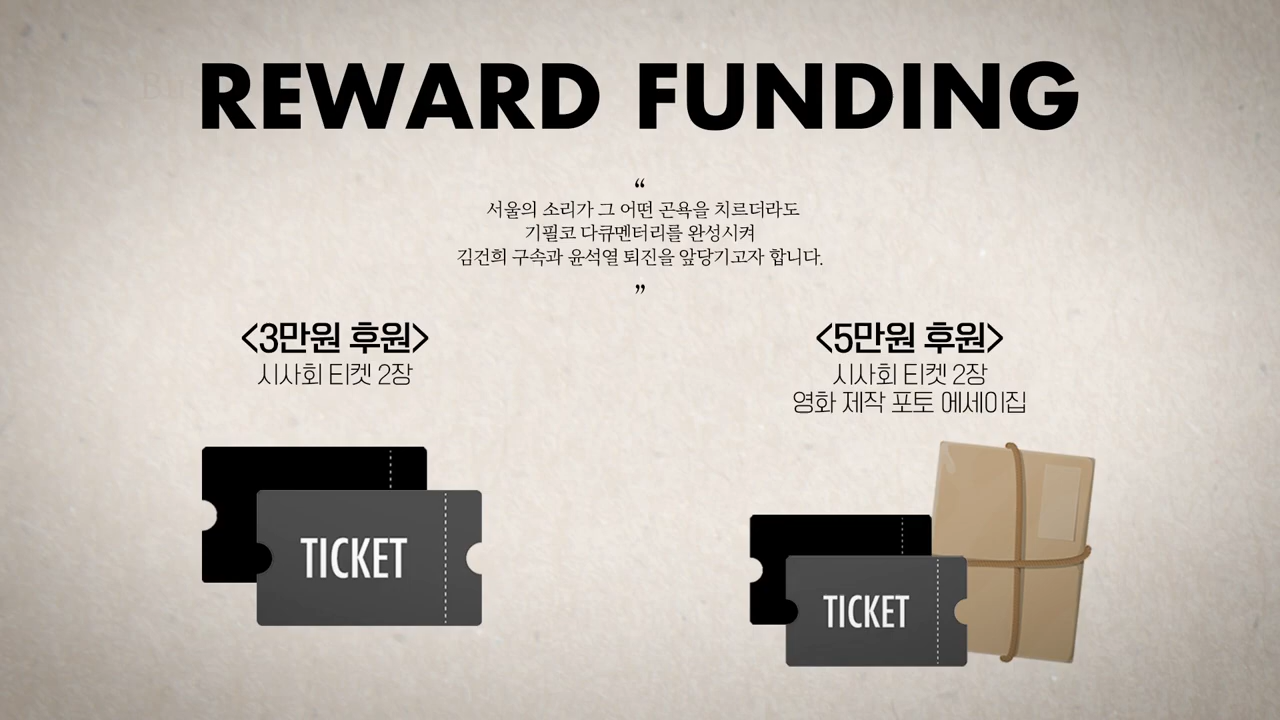 REWARD FUNDING
“
서울의 소리가 그 어떤 곤욕을 치르더라도
기필코 다큐멘터리를 완성시켜
김건희 구속과 윤석열 퇴진을 앞당기고자 합니다.
”
<3만원 후원>
시사회 티켓 2장
<5만원 후원>
시사회 티켓 2장
영화 제작 포토 에세이집
TICKET
TICKET